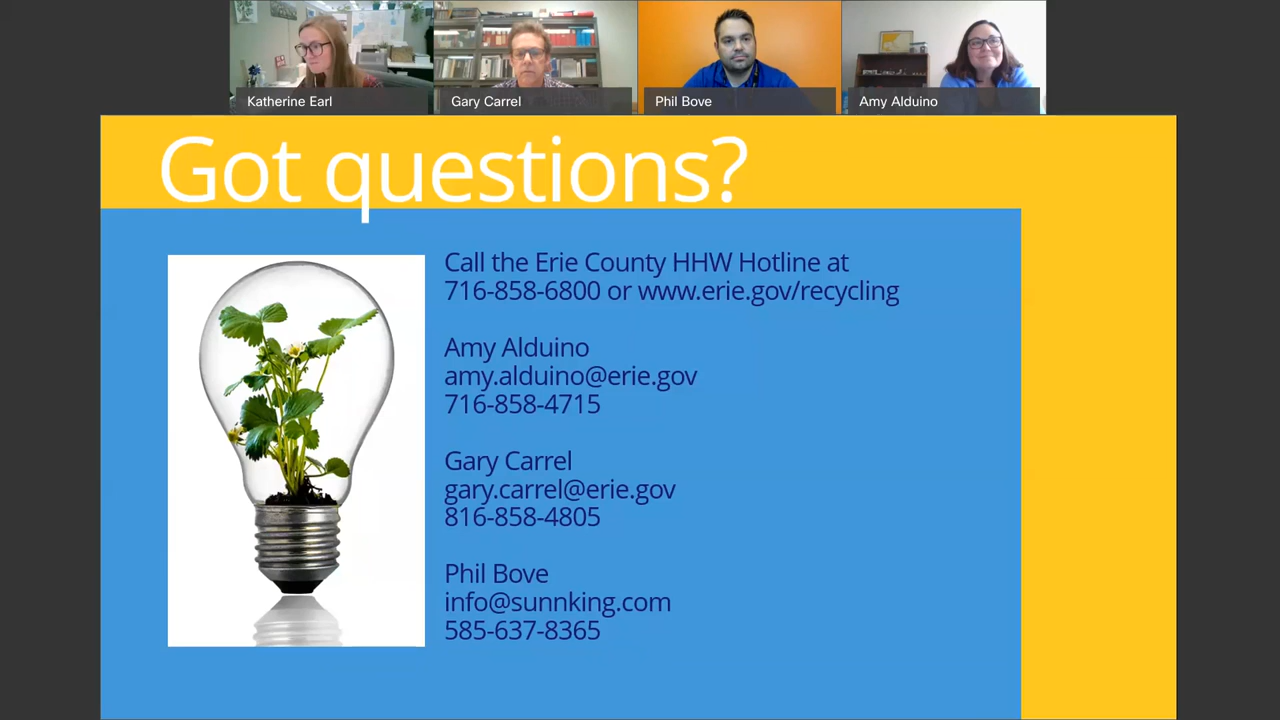 Katherine Earl
Gary Carrel
Phil Bove
Amy Alduino
Got questions?
Call the Erie County HHW Hotline at
716-858-6800 or www.erie.gov/recycling
Amy Alduino
amy.alduino@erie.gov
716-858-4715
Gary Carrel
gary.carrel@erie.gov
816-858-4805
Phil Bove
info@sunnking.com
585-637-8365